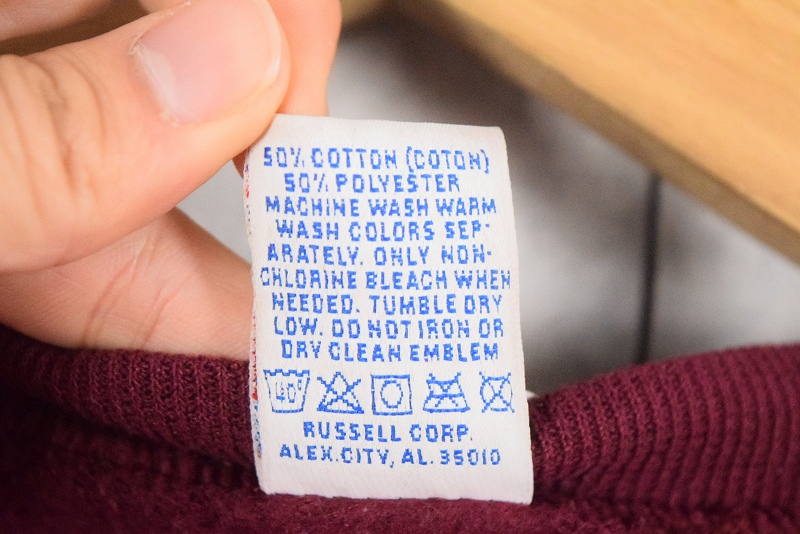 50% COTTON (COTON)
50% POLYESTER
MACHINE WASH WARM
WASH COLORS SEP-
ARATELY. ONLY NON-
CHLORINE BLEACH WHEN
NEEDED. TUMBLE DRY
LOW. DO NOT IRON OR
DRY CLEAN EMBLEM
40°
RUSSELL CORP.
ALEX.CITY, AL. 35010